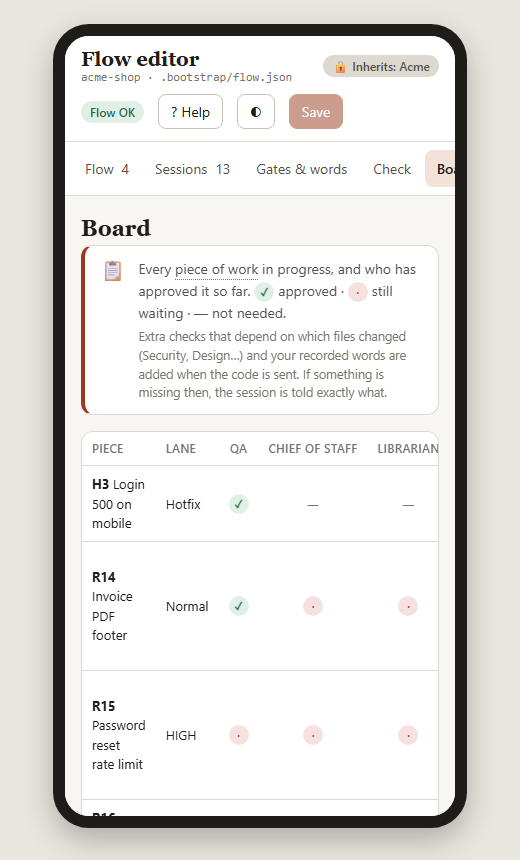 Flow editor
acme-shop · .bootstrap/flow.json
🔒 Inherits: Acme
Flow OK
? Help
Save
Flow 4
Sessions 13
Gates & words
Check
Boa
Board
Every piece of work in progress, and who has
approved it so far. ✓ approved · · still
waiting · — not needed.
Extra checks that depend on which files changed
(Security, Design…) and your recorded words are
added when the code is sent. If something is
missing then, the session is told exactly what.
PIECE LANE QA CHIEF OF STAFF LIBRARIAN
H3 Login
500 on
mobile
Hotfix ✓ — —
R14
Invoice
PDF
footer
Normal ✓ · ·
R15
Password
reset
rate limit
HIGH · · ·